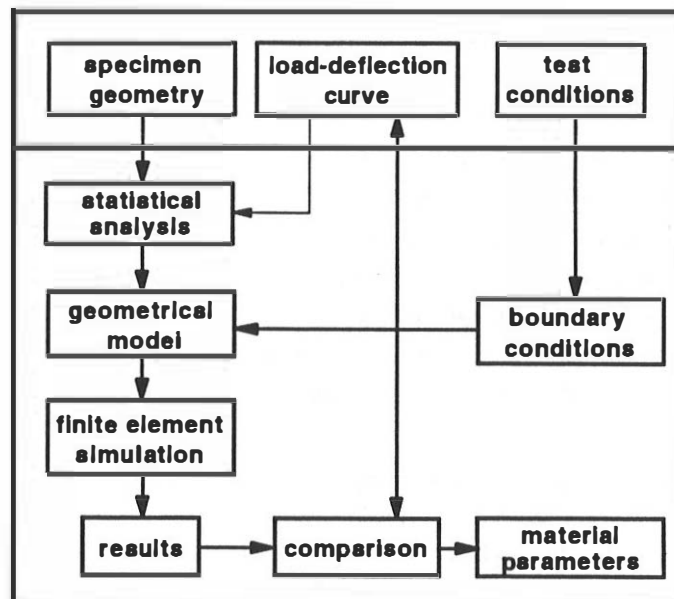 specimen
geometry
load-deflection
curve
test
conditions
statistical
analysis
geometrical
model
boundary
conditions
finite element
simulation
results
comparison
material
parameters